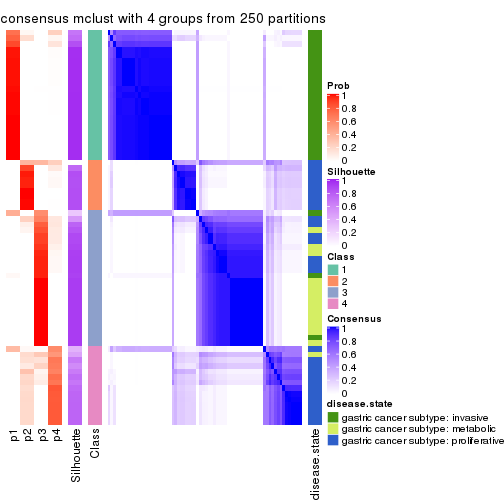 consensus mclust with 4 groups from 250 partitions
Prob
1
0.8
0.6
0.4
0.2
0
Silhouette
1
0.8
0.6
0.4
0.2
0
Class
1
2
3
4
Consensus
1
0.8
0.6
0.4
0.2
0
disease.state
gastric cancer subtype: invasive
gastric cancer subtype: metabolic
gastric cancer subtype: proliferative
p1
p2
p3
p4
Silhouette
Class
disease.state